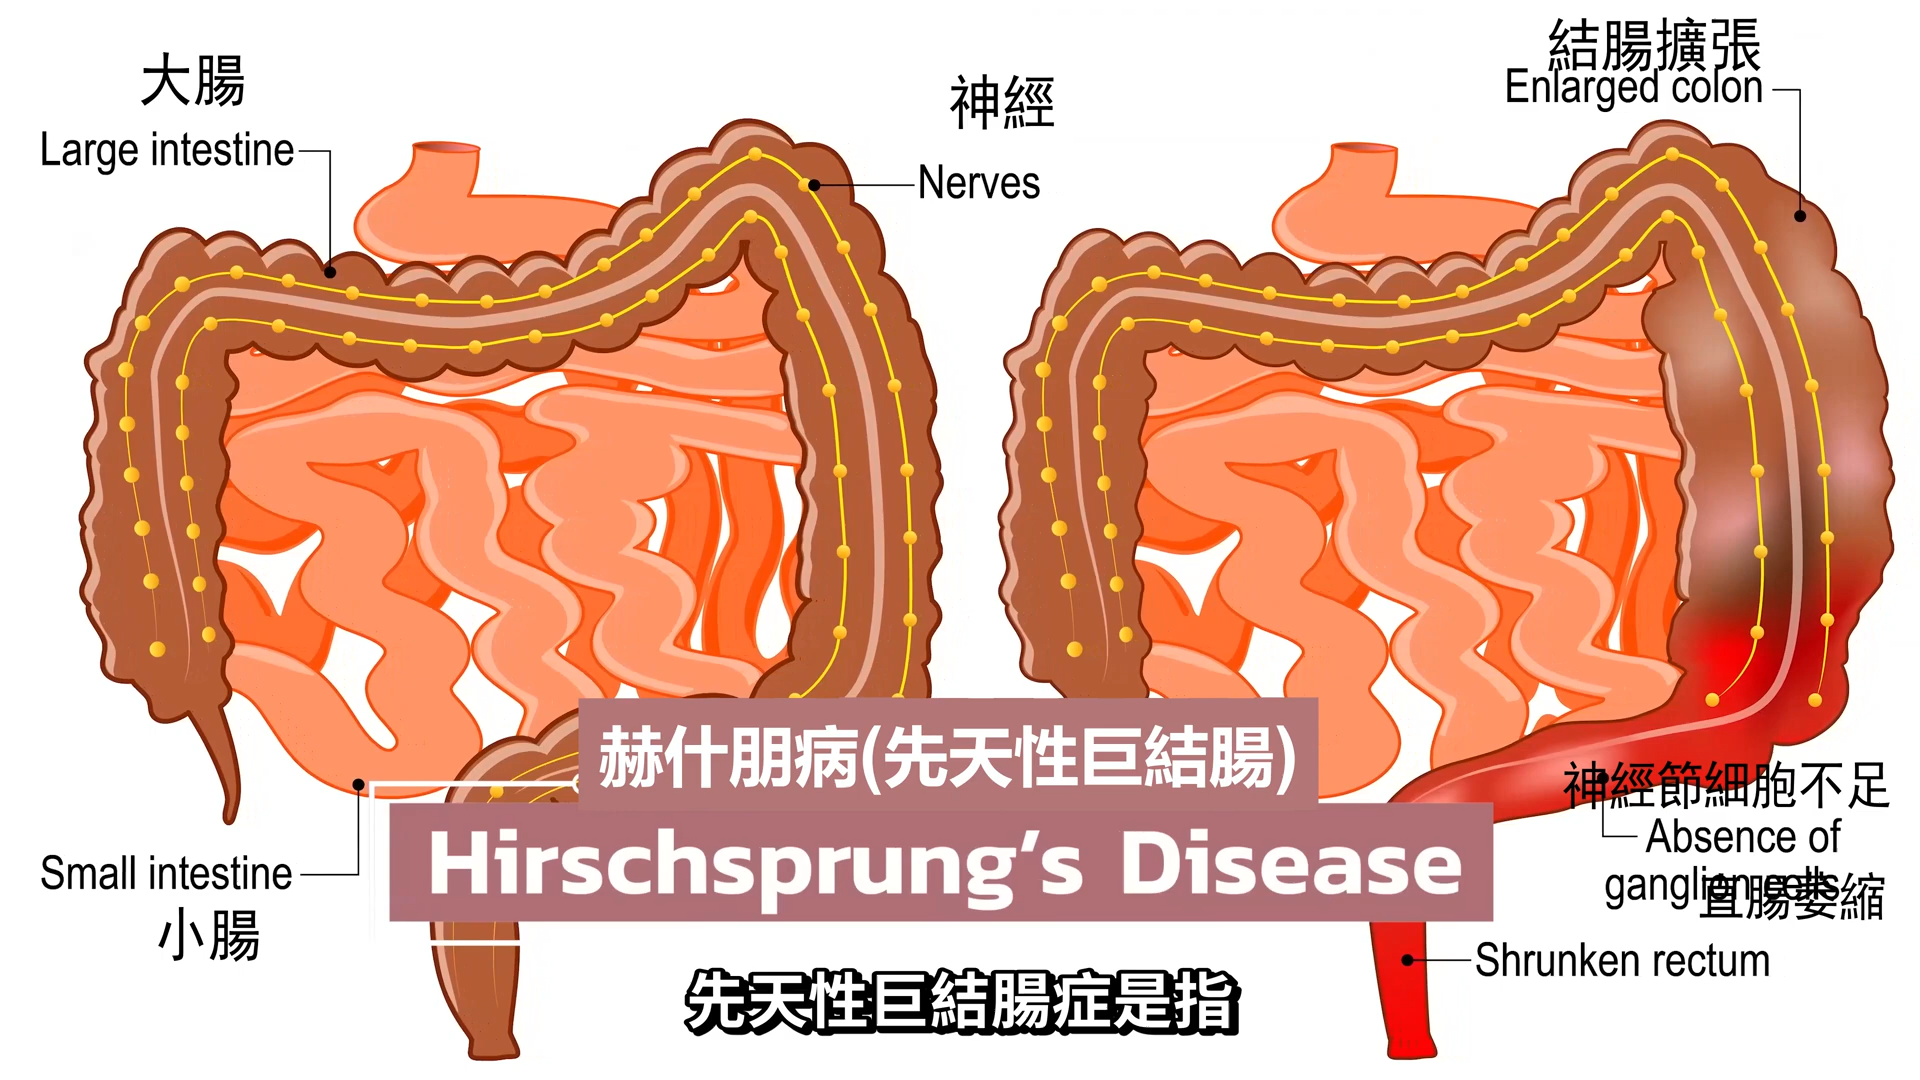 大腸
Large intestine
神經
Nerves
結腸擴張
Enlarged colon
赫什朋病(先天性巨結腸)
Hirschsprung's Disease
Small intestine
小腸
神經節細胞不足
Absence of
ganglion cells
直腸萎縮
Shrunken rectum
先天性巨結腸症是指